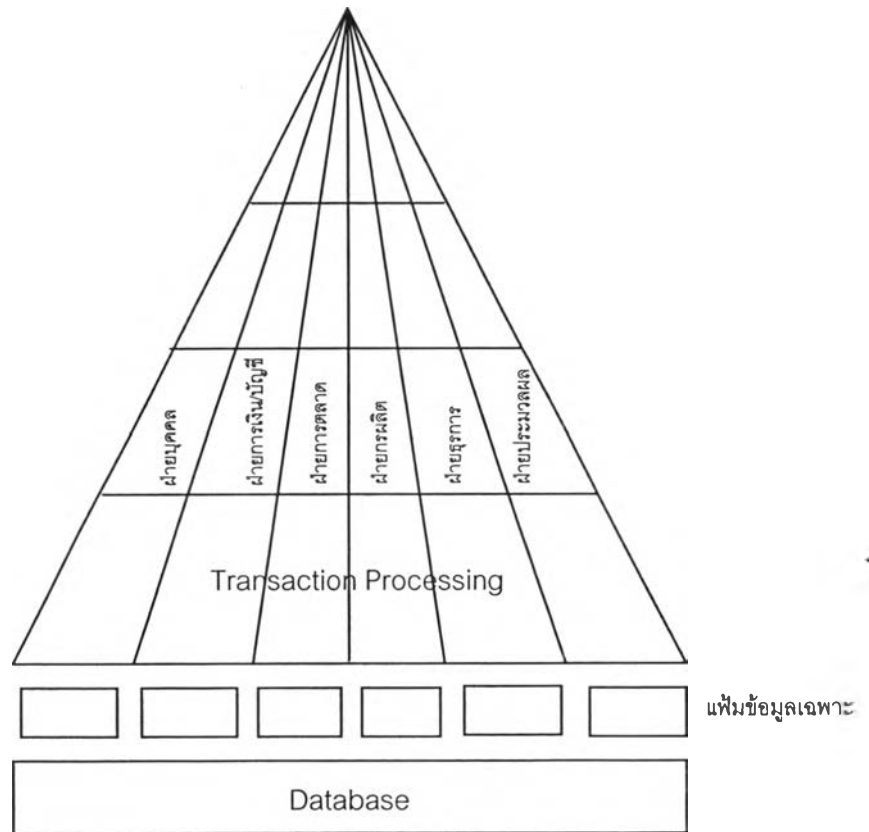 ฝ่ายบุคคล
ฝ่ายการเงิน/บัญชี
ฝ่ายการตลาด
ฝ่ายกรผลิต
ฝ่ายธุรการ
ฝ่ายประมวลผล
Transaction Processing
แฟ้มข้อมูลเฉพาะ
Database